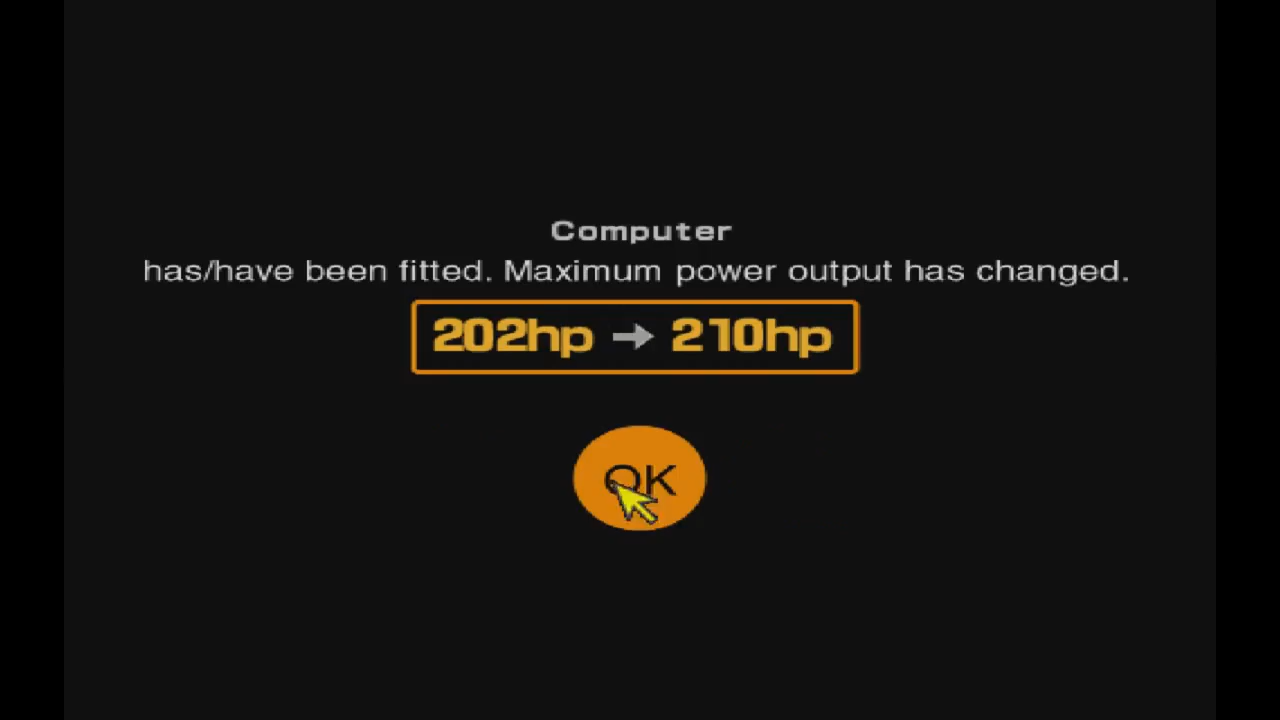 Computer
has/have been fitted. Maximum power output has changed.
202hp → 210hp
OK